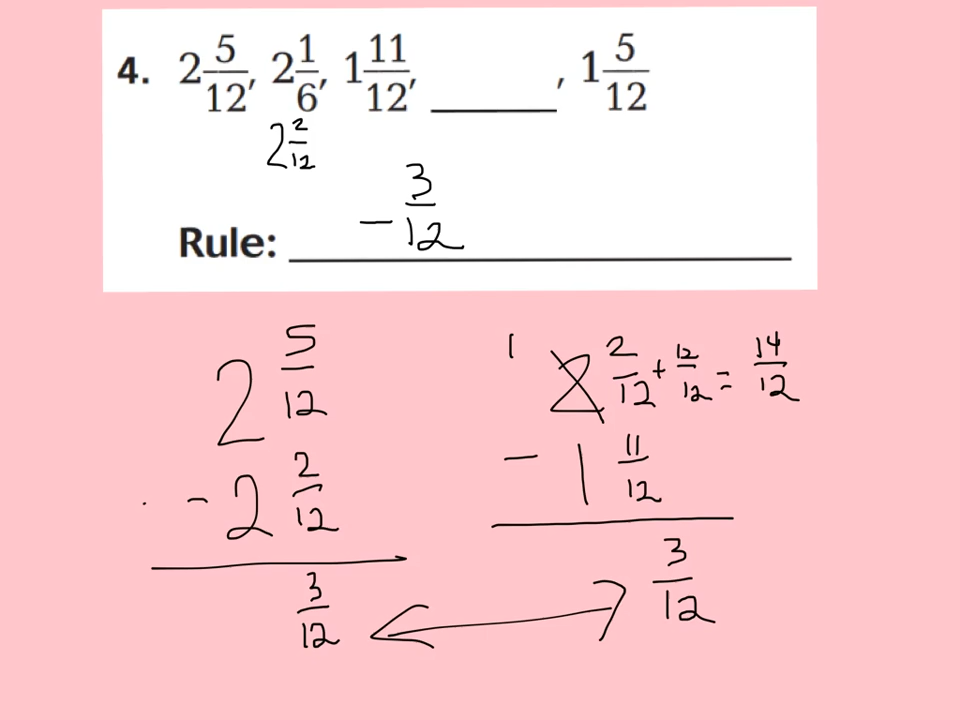 4. 2 5/12, 2 1/6, 1 11/12, ______, 1 5/12
2 2/12
Rule: - 3/12
2 5/12
- 2 2/12
3/12
1 2 2/12 + 12/12 = 14/12
- 1 11/12
3/12